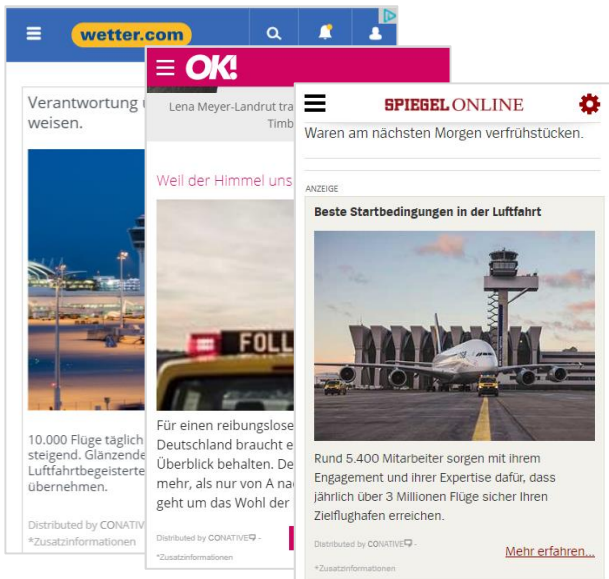 wetter.com
Verantwortung
weisen.
10.000 Flüge täglich
steigend. Glänzende
Luftfahrtbegeisterte
übernehmen.
Distributed by CONATIV
*Zusatzinformationen
OK!
Lena Meyer-Landrut tra
Timb
Weil der Himmel uns
FOLL
Für einen reibungslose
Deutschland braucht e
Überblick behalten. De
mehr, als nur von A na
geht um das Wohl der
Distributed by CONATIVE -
*Zusatzinformationen
SPIEGEL ONLINE
Waren am nächsten Morgen verfrühstücken.
ANZEIGE
Beste Startbedingungen in der Luftfahrt
Rund 5.400 Mitarbeiter sorgen mit ihrem
Engagement und ihrer Expertise dafür, dass
jährlich über 3 Millionen Flüge sicher Ihren
Zielflughafen erreichen.
Distributed by CONATIVE -
Mehr erfahren...
*Zusatzinformationen